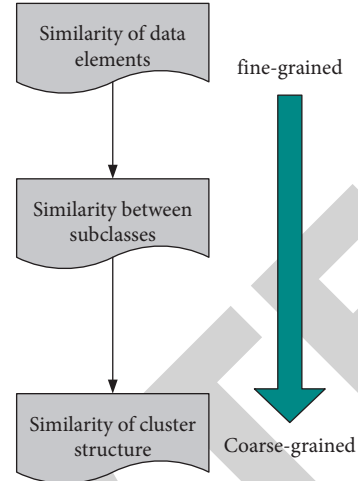 Similarity of data
elements
fine-grained
Similarity between
subclasses
Similarity of cluster
structure
Coarse-grained